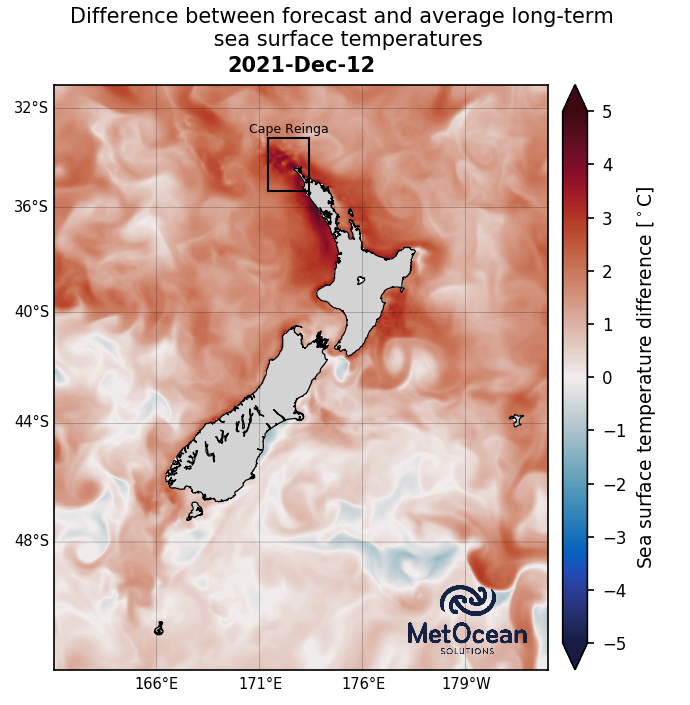 Difference between forecast and average long-term
sea surface temperatures
2021-Dec-12
32°S
36°S
40°S
44°S
48°S
Cape Reinga
MetOcean
SOLUTIONS
166°E
171°E
176°E
179°W
5
4
3
2
1
0
−1
−2
−3
−4
−5
Sea surface temperature difference [°C]